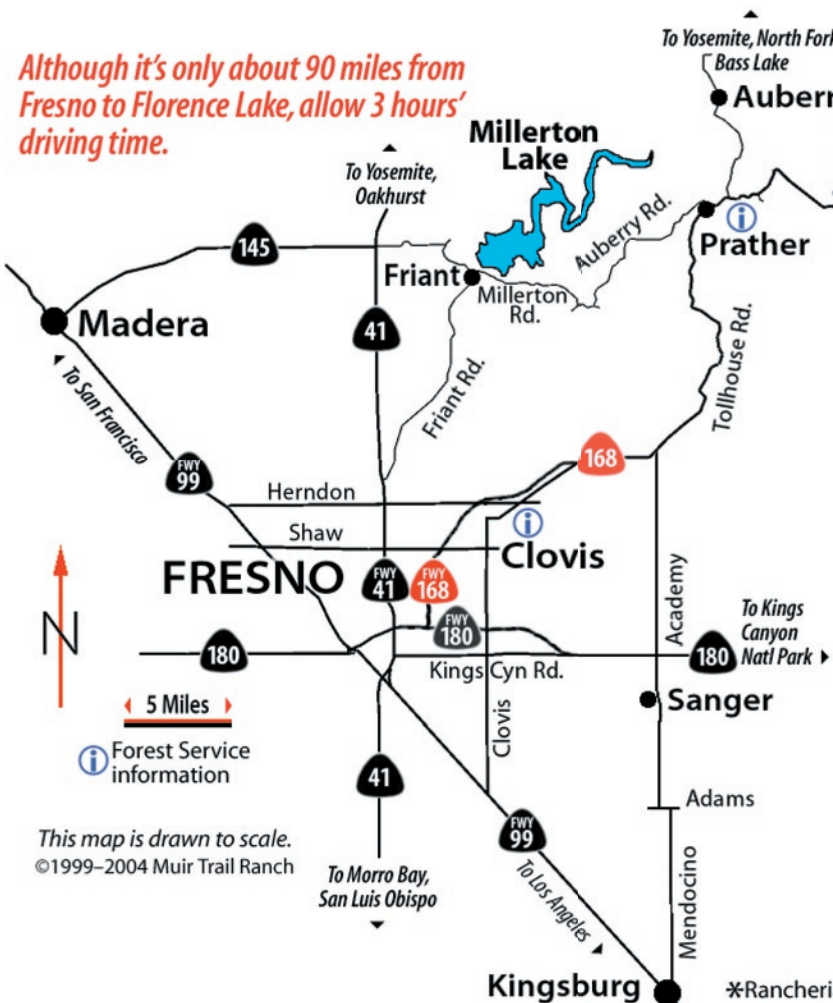 To Yosemite, North Fork
Bass Lake
Auberr
Although it's only about 90 miles from
Fresno to Florence Lake, allow 3 hours'
driving time.
Millerton
Lake
To Yosemite,
Oakhurst
145
Auberry Rd.
Prather
Friant
Millerton
Rd.
Madera
41
Tollhouse Rd.
To San Francisco
Friant Rd.
168
FWY
99
Herndon
Shaw
Clovis
FRESNO
FWY
41
FWY
168
N
FWY
180
Academy
To Kings
Canyon
Natl Park
180
180
Kings Cyn Rd.
5 Miles
Sanger
Forest Service
information
Clovis
41
Adams
FWY
99
This map is drawn to scale.
©1999–2004 Muir Trail Ranch
To Morro Bay,
San Luis Obispo
To Los Angeles
Mendocino
Kingsburg
*Rancheri